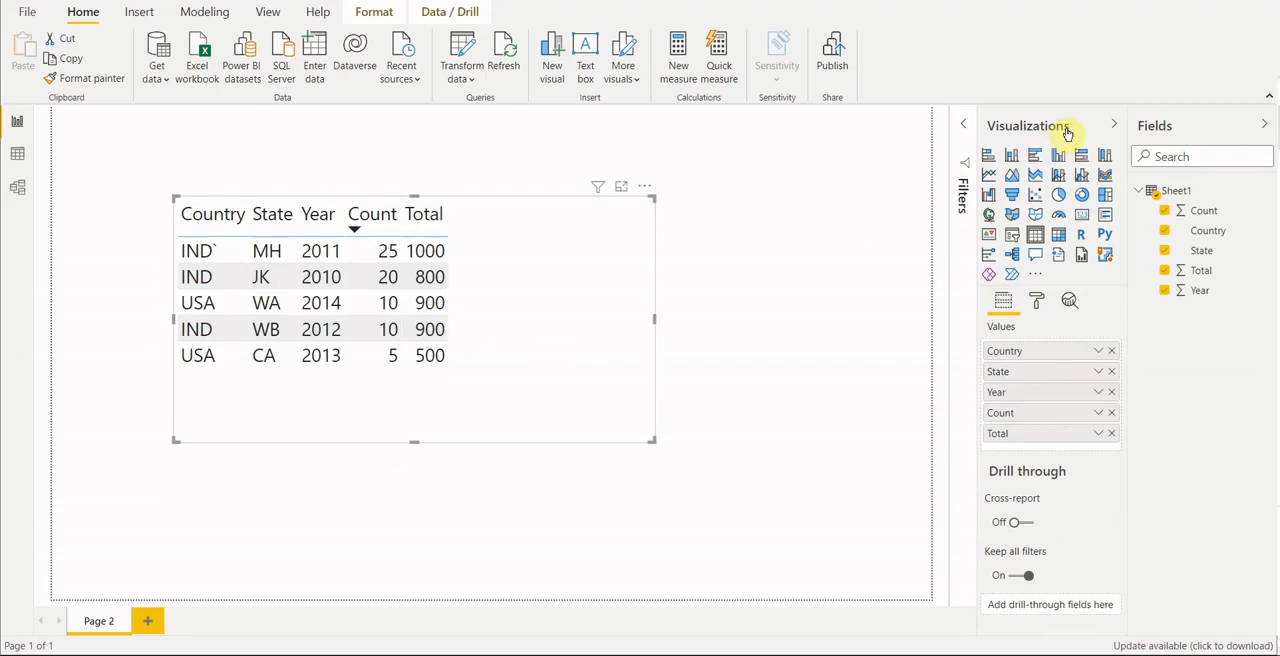 File Home Insert Modeling View Help Format Data / Drill
Paste
Cut
Copy
Format painter
Clipboard
Get data
Excel workbook
Power BI datasets
SQL Server
Enter data
Dataverse
Recent sources
Data
Transform data
Refresh
Queries
New visual
Text box
More visuals
Insert
New measure
Quick measure
Calculations
Sensitivity
Sensitivity
Publish
Share
Country State Year Count Total
IND` MH 2011 25 1000
IND JK 2010 20 800
USA WA 2014 10 900
IND WB 2012 10 900
USA CA 2013 5 500
Filters
Visualizations
R Py
123
Values
Country
State
Year
Count
Total
Drill through
Cross-report
Off
Keep all filters
On
Add drill-through fields here
Fields
Search
Sheet1
Count
Country
State
Total
Year
Page 2
Page 1 of 1
Update available (click to download)